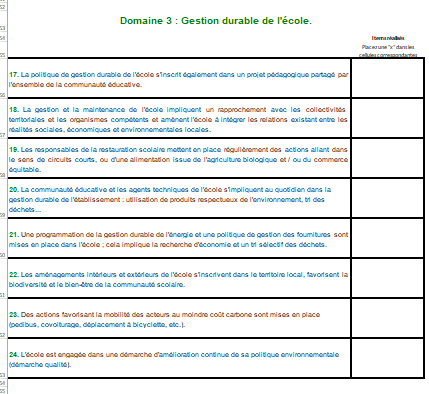 Domaine 3 : Gestion durable de l'école.
Items réalisés
Placez une "x" dans les
cellules correspondantes
17. La politique de gestion durable de l'école s'inscrit également dans un projet pédagogique partagé par
l'ensemble de la communauté éducative.
18. La gestion et la maintenance de l'école impliquent un rapprochement avec les collectivités
territoriales et les organismes compétents et amènent l'école à intégrer les relations existant entre les
réalités sociales, économiques et environnementales locales.
19. Les responsables de la restauration scolaire mettent en place régulièrement des actions allant dans
le sens de circuits courts, ou d'une alimentation issue de l'agriculture biologique et / ou du commerce
équitable.
20. La communauté éducative et les agents techniques de l'école s'impliquent au quotidien dans la
gestion durable de l'établissement : utilisation de produits respectueux de l'environnement, tri des
déchets...
21. Une programmation de la gestion durable de l'énergie et une politique de gestion des fournitures sont
mises en place dans l'école ; cela implique la recherche d'économie et un tri sélectif des déchets.
22. Les aménagements intérieurs et extérieurs de l'école s'inscrivent dans le territoire local, favorisent la
biodiversité et le bien-être de la communauté scolaire.
23. Des actions favorisant la mobilité des acteurs au moindre coût carbone sont mises en place
(pedibus, covoiturage, déplacement à bicyclette, etc.).
24. L'école est engagée dans une démarche d'amélioration continue de sa politique environnementale
(démarche qualité).